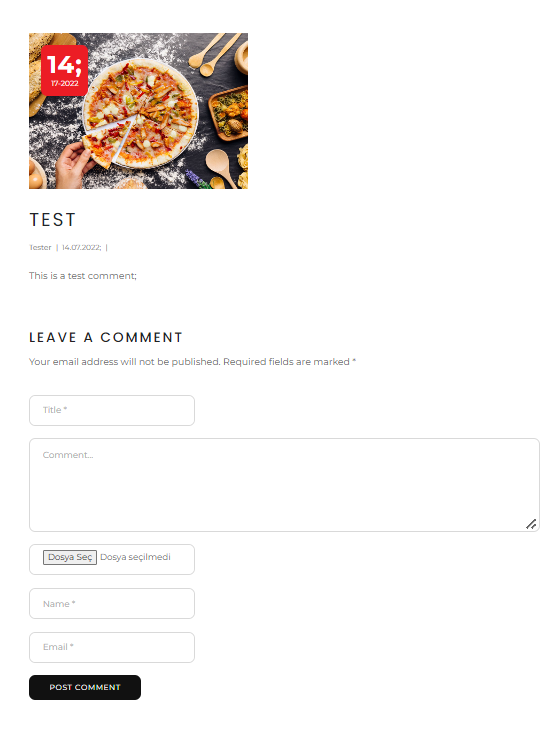 14;
17-2022
TEST
Tester | 14.07.2022; |
This is a test comment;
LEAVE A COMMENT
Your email address will not be published. Required fields are marked *
Title *
Comment...
Dosya Seç Dosya seçilmedi
Name *
Email *
POST COMMENT